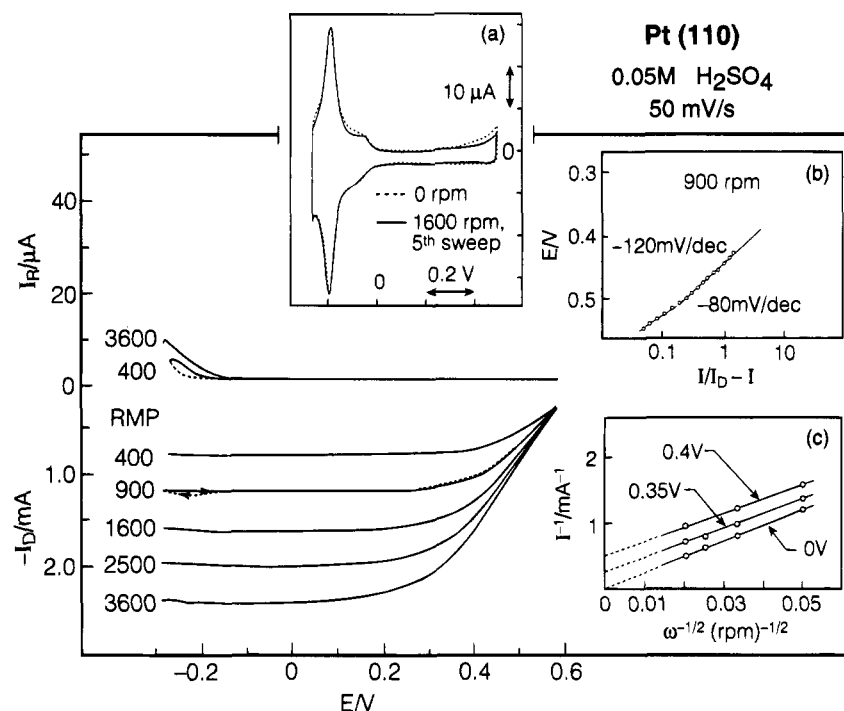 Pt (110)
0.05M H₂SO₄
50 mV/s
(a)
10 μA
0
0 rpm
1600 rpm,
5th sweep
0
0.2 V
I_R/μA
40
20
0
3600
400
RMP
400
900
1600
2500
3600
-I_D/mA
1.0
2.0
−0.2
0
0.2
0.4
0.6
E/V
(b)
900 rpm
E/V
0.3
0.4
0.5
−120mV/dec
−80mV/dec
0.1
1
10
I/I_D − I
(c)
I⁻¹/mA⁻¹
2
1
0.4V
0.35V
0V
0
0.01
0.03
0.05
ω⁻¹/² (rpm)⁻¹/²